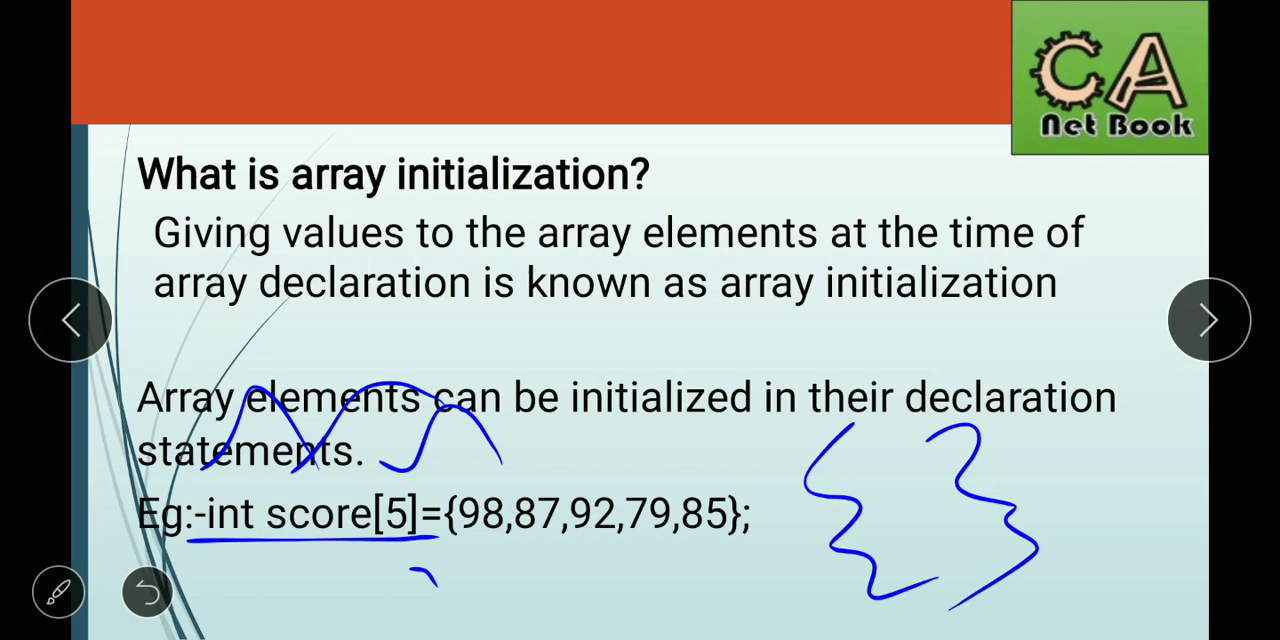 CA
Net Book
What is array initialization?
Giving values to the array elements at the time of
array declaration is known as array initialization
Array elements can be initialized in their declaration
statements.
Eg:-int score[5]={98,87,92,79,85};